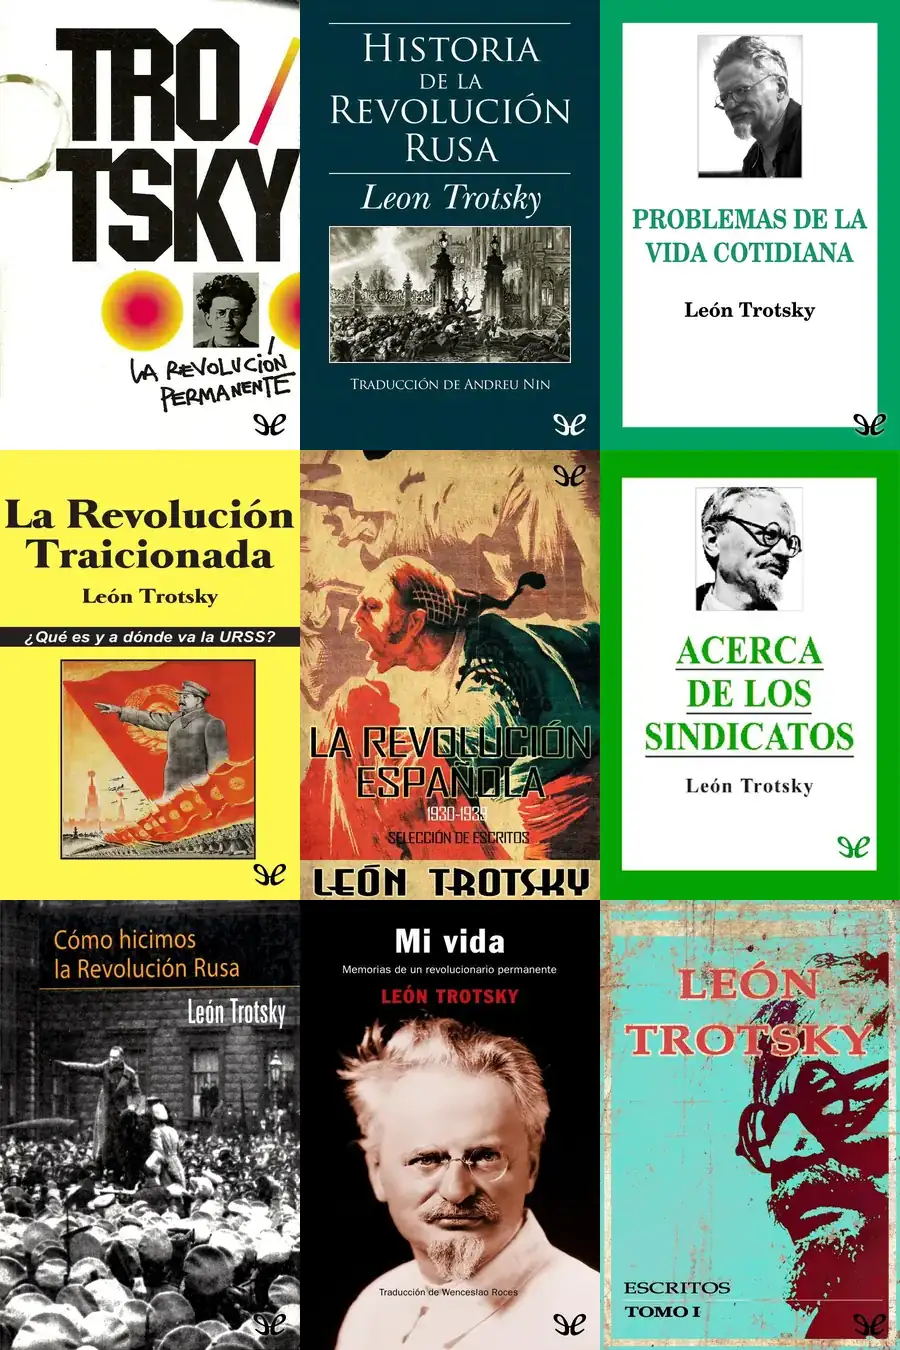 TRO/
TSKY
LA REVOLUCIÓN
PERMANENTE
HISTORIA
DE LA
REVOLUCIÓN
RUSA
Leon Trotsky
TRADUCCIÓN DE ANDREU NIN
PROBLEMAS DE LA
VIDA COTIDIANA
León Trotsky
La Revolución
Traicionada
León Trotsky
¿Qué es y a dónde va la URSS?
LA REVOLUCIÓN
ESPAÑOLA
1930-1939
SELECCIÓN DE ESCRITOS
LEÓN TROTSKY
ACERCA
DE LOS
SINDICATOS
León Trotsky
Cómo hicimos
la Revolución Rusa
León Trotsky
Mi vida
Memorias de un revolucionario permanente
LEÓN TROTSKY
Traducción de Wenceslao Roces
LEÓN
TROTSKY
ESCRITOS
TOMO I